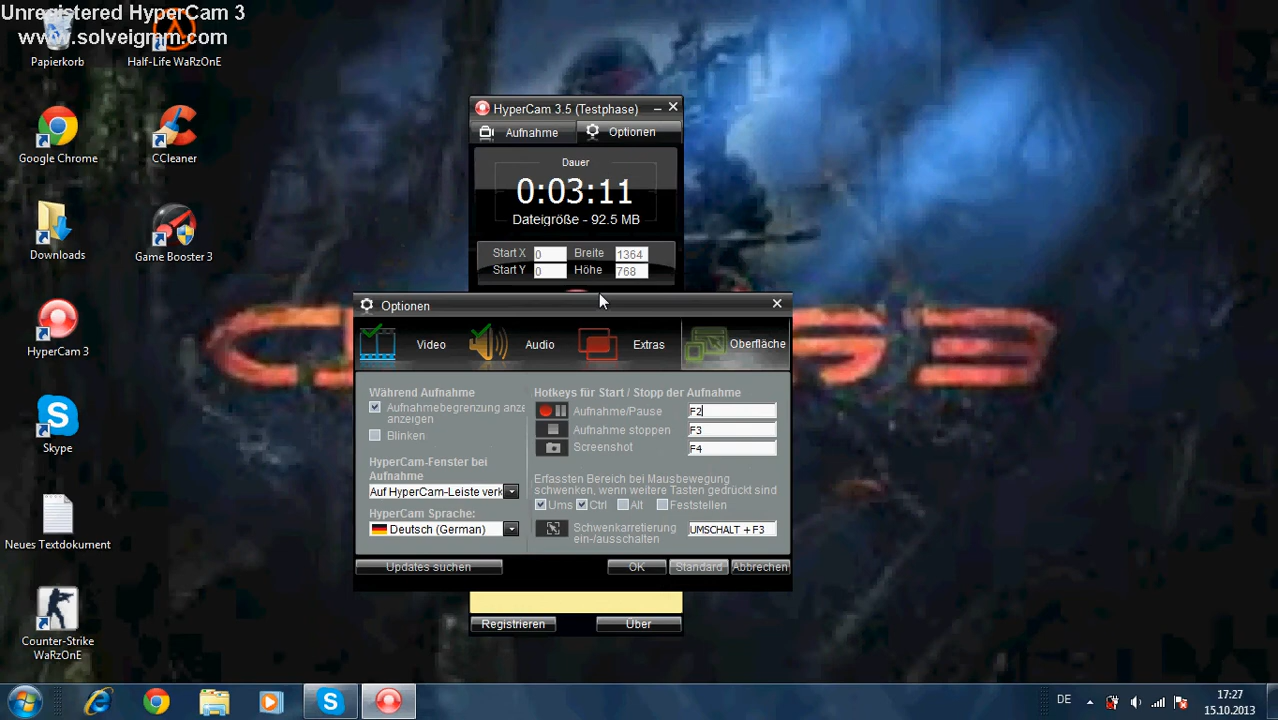 Unregistered HyperCam 3
www.solveigmm.com
Papierkorb
Half-Life WaRzOnE
Google Chrome
CCleaner
Downloads
Game Booster 3
HyperCam 3
Skype
Neues Textdokument
Counter-Strike
WaRzOnE
HyperCam 3.5 (Testphase)
Aufnahme
Optionen
Dauer
0:03:11
Dateigröße - 92.5 MB
Start X 0 Breite 1364
Start Y 0 Höhe 768
Optionen
Video
Audio
Extras
Oberfläche
Während Aufnahme
Aufnahmebegrenzung anze
anzeigen
Blinken
HyperCam-Fenster bei
Aufnahme
Auf HyperCam-Leiste verk
HyperCam Sprache:
Deutsch (German)
Hotkeys für Start / Stopp der Aufnahme
Aufnahme/Pause F2
Aufnahme stoppen F3
Screenshot F4
Erfassten Bereich bei Mausbewegung
schwenken, wenn weitere Tasten gedrückt sind
Ums Ctrl Alt Feststellen
Schwenkarretierung
ein-/ausschalten
UMSCHALT + F3
Updates suchen
OK
Standard
Abbrechen
Registrieren
Über
DE
17:27
15.10.2013